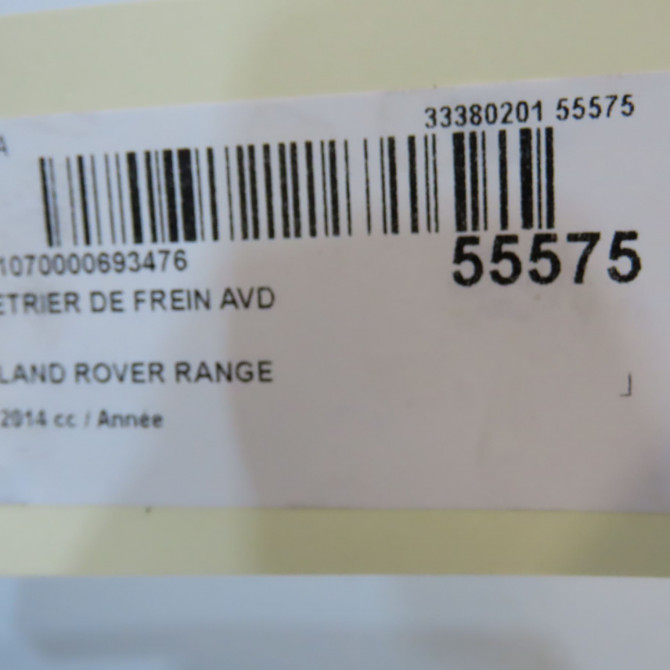 A
33380201 55575
1070000693476
55575
ETRIER DE FREIN AVD
LAND ROVER RANGE
2014 cc / Année